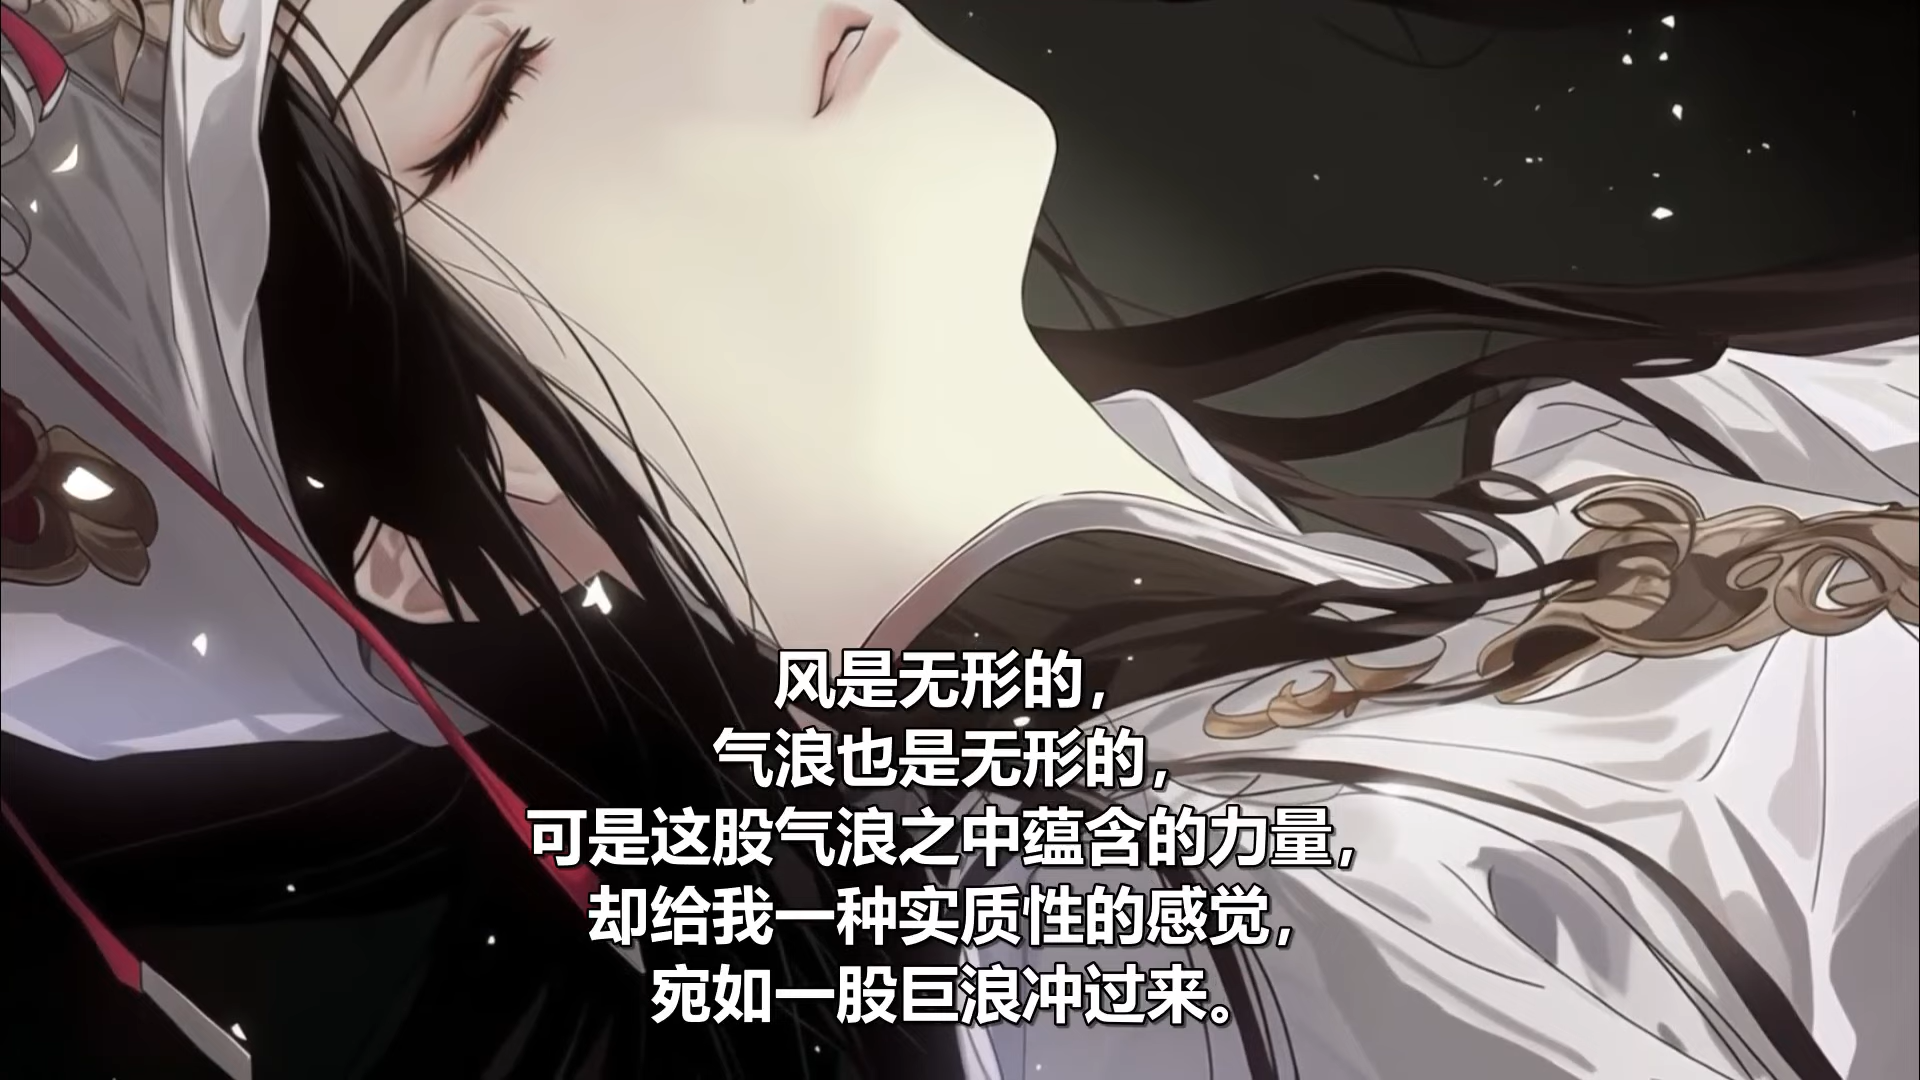 风是无形的，
气浪也是无形的，
可是这股气浪之中蕴含的力量，
却给我一种实质性的感觉，
宛如一股巨浪冲过来。